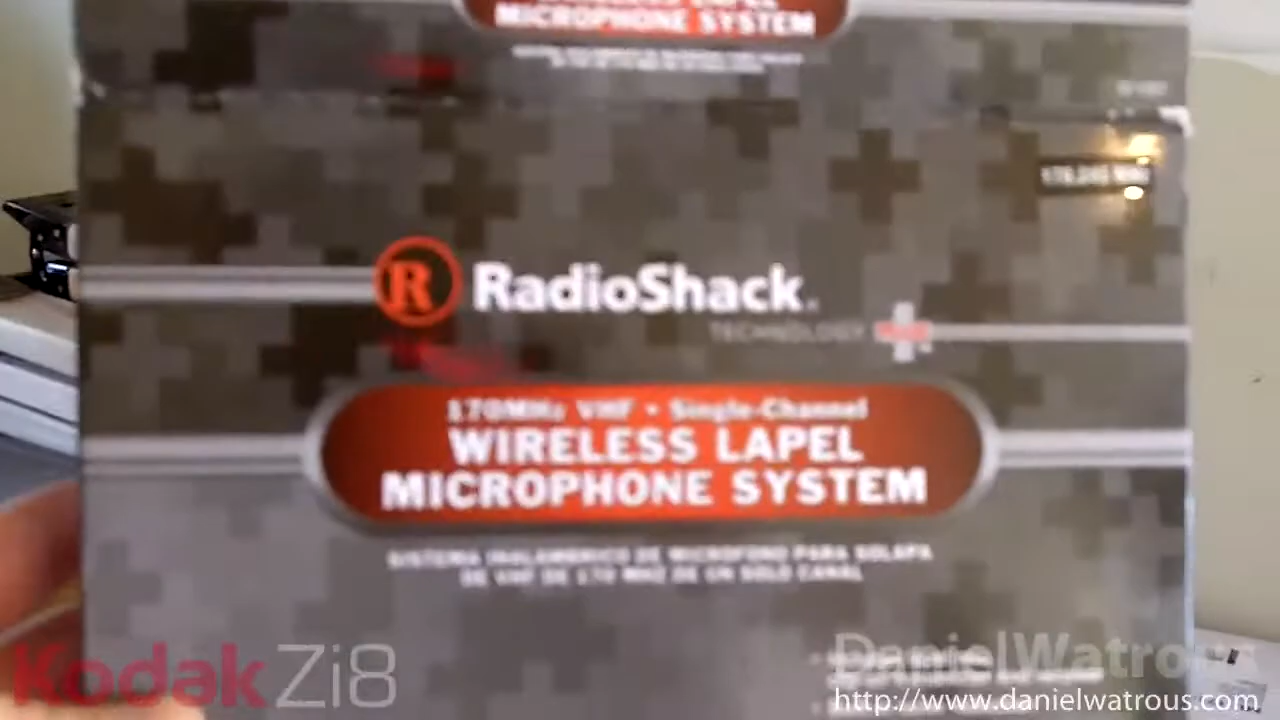 MICROPHONE SYSTEM
R RadioShack
TECHNOLOGY PLUS
170MHz VHF • Single-Channel
WIRELESS LAPEL
MICROPHONE SYSTEM
SISTEMA INALÁMBRICO DE MICRÓFONO PARA SOLAPA
DE VHF DE 170 MHZ DE UN SOLO CANAL
Kodak Zi8
DanielWatrous
http://www.danielwatrous.com